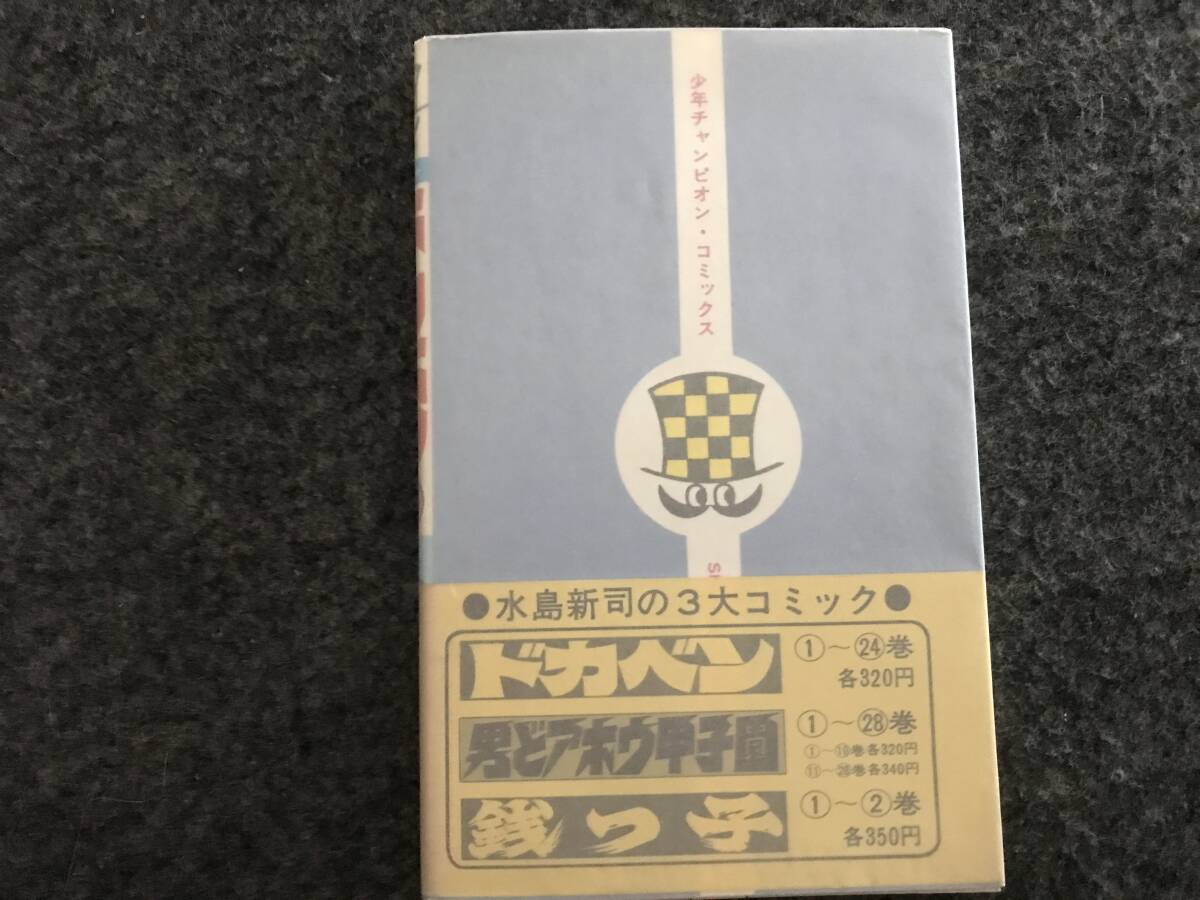 少年チャンピオン・コミックス
●水島新司の3大コミック●
ドカベン
①〜㉔巻
各320円
男どアホウ甲子園
①〜㉘巻
①〜⑩巻各320円
⑪〜㉘巻各340円
銭っ子
①〜②巻
各350円